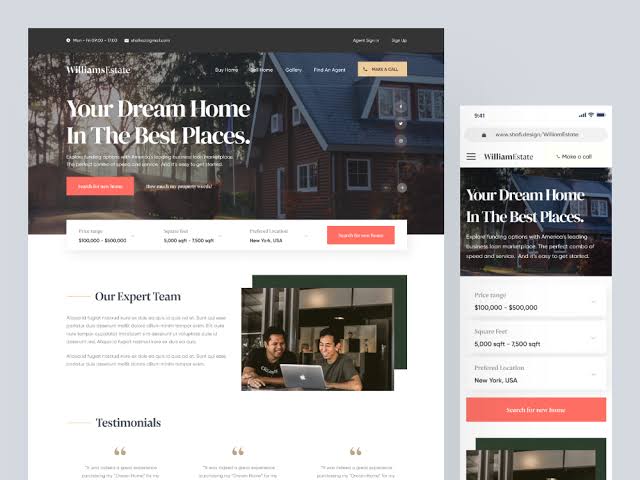 Mon - Fri 09:00 - 17:00
Agent Sign in
Sign Up
WilliamsEstate
Buy Home
Sell Home
Gallery
Find An Agent
MAKE A CALL
Your Dream Home
In The Best Places.
Explore funding options with America's leading business loan marketplace.
The perfect combo of speed and service. And it's easy to get started.
Search for new home
How much my property words?
Price range
$100,000 - $500,000
Square Feet
5,000 sqft - 7,500 sqft
Prefered Location
New York, USA
Search for new home
Our Expert Team
Testimonials
"It was indeed a great experience
purchasing my "Dream Home" for my
"It was indeed a great experience
purchasing my "Dream Home" for my
"It was indeed a great experience
purchasing my "Dream Home" for my
9:41
www.shofi.design/WilliamEstate
WilliamEstate
Make a call
Your Dream Home
In The Best Places.
Explore funding options with America's leading
business loan marketplace. The perfect combo of
speed and service. And it's easy to get started.
Price range
$100,000 - $500,000
Square Feet
5,000 sqft - 7,500 sqft
Prefered Location
New York, USA
Search for new home